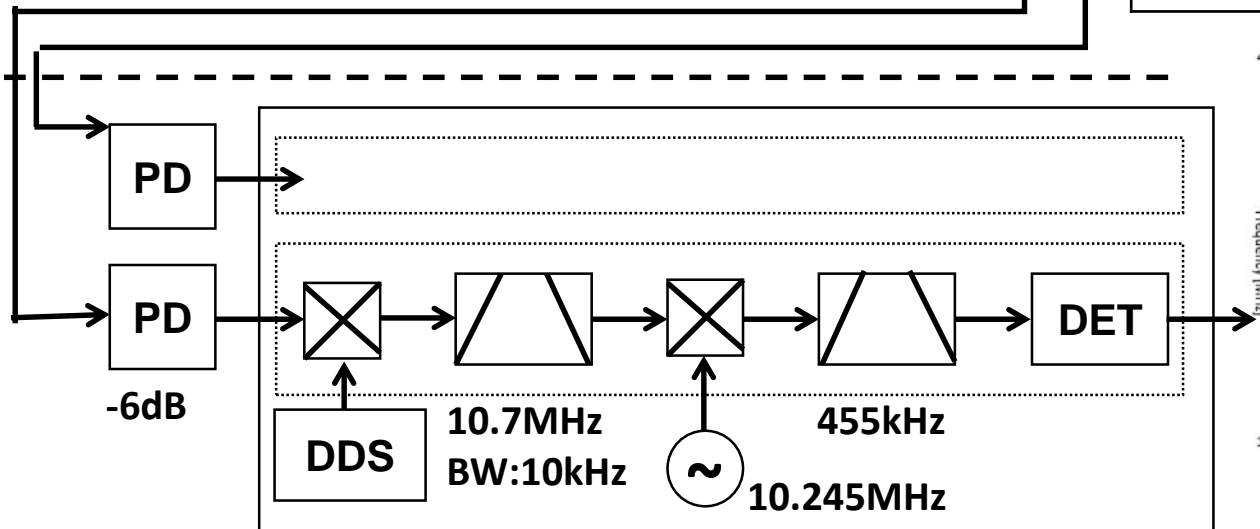 PD
PD
DET
-6dB
DDS
10.7MHz
BW:10kHz
455kHz
~
10.245MHz